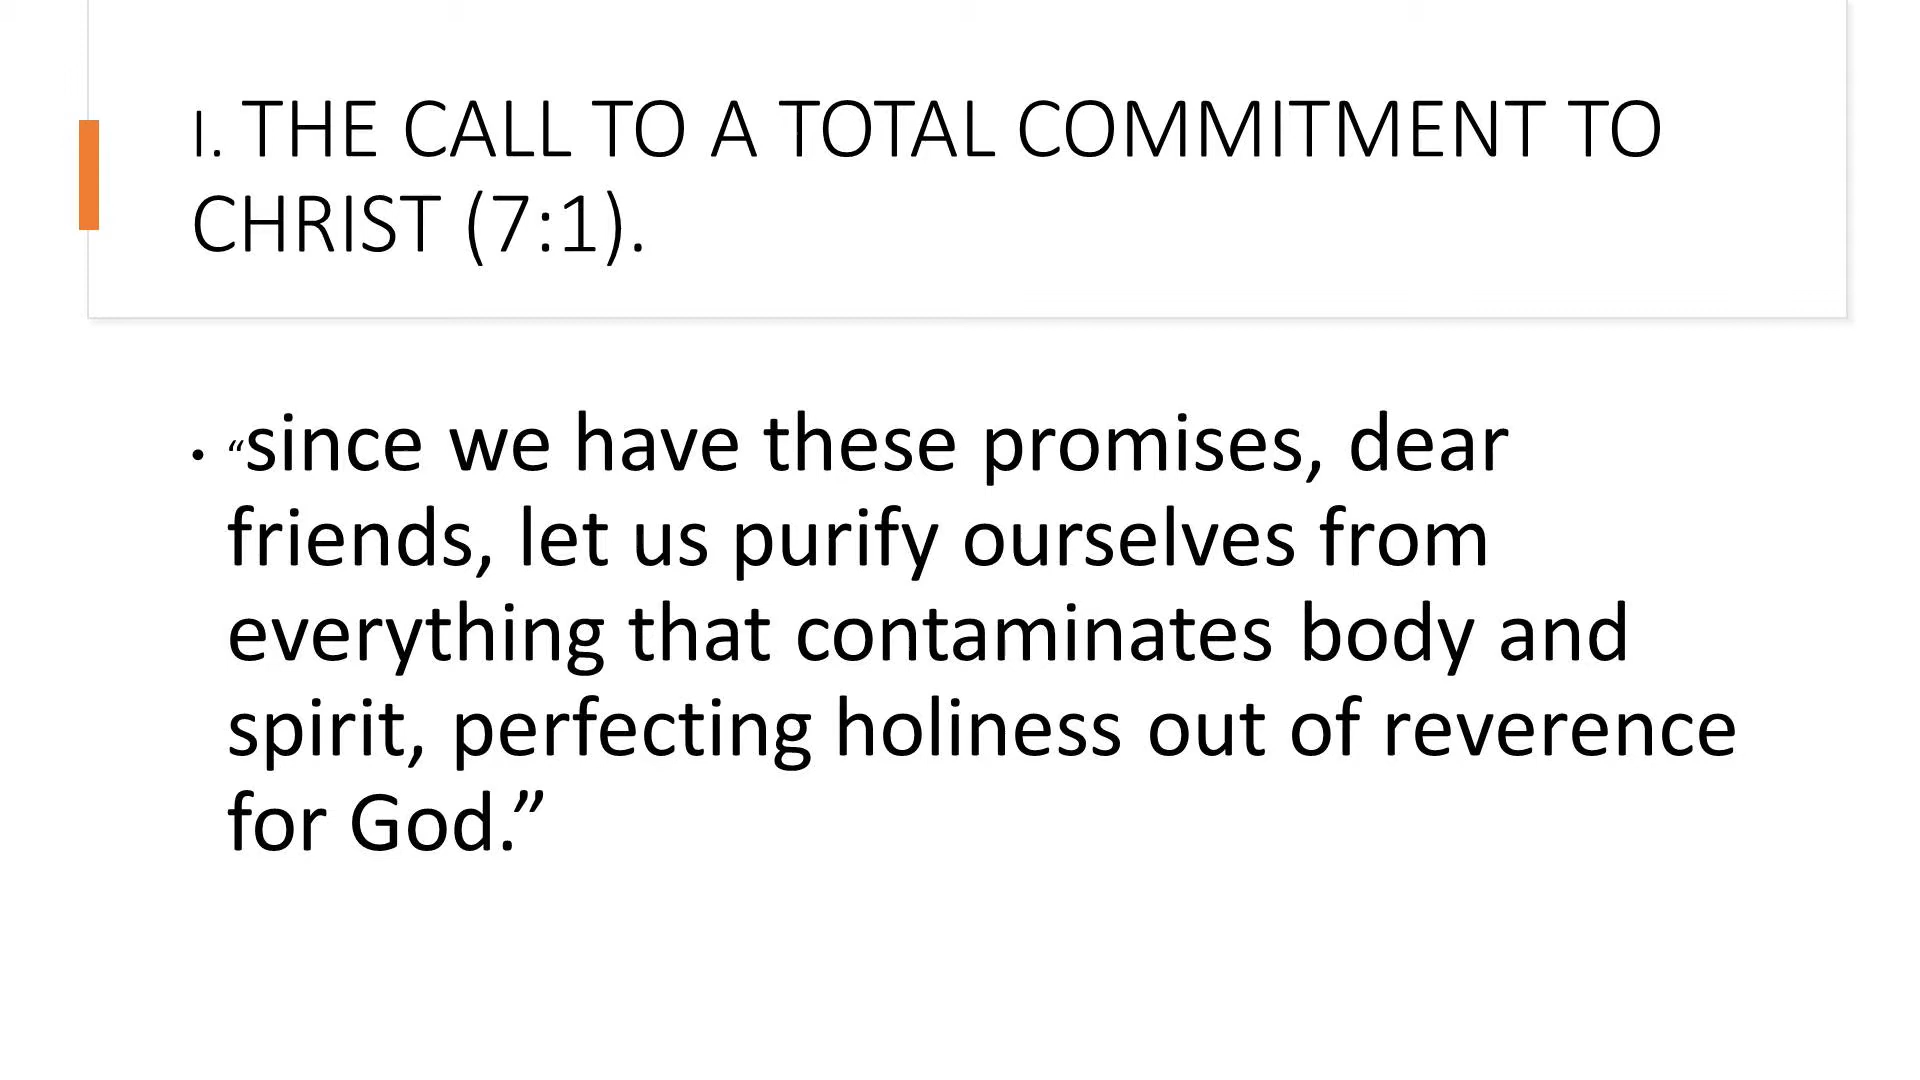 I. THE CALL TO A TOTAL COMMITMENT TO
CHRIST (7:1).
• “since we have these promises, dear
friends, let us purify ourselves from
everything that contaminates body and
spirit, perfecting holiness out of reverence
for God.”